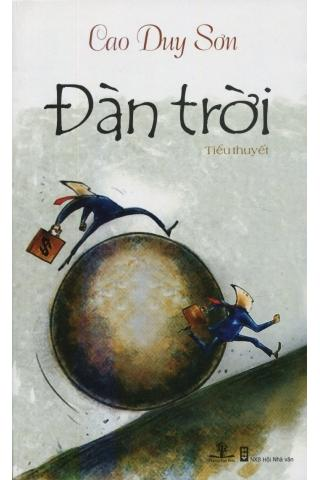 Cao Duy Sơn
Đàn trời
Tiểu thuyết
NXB Hội Nhà văn